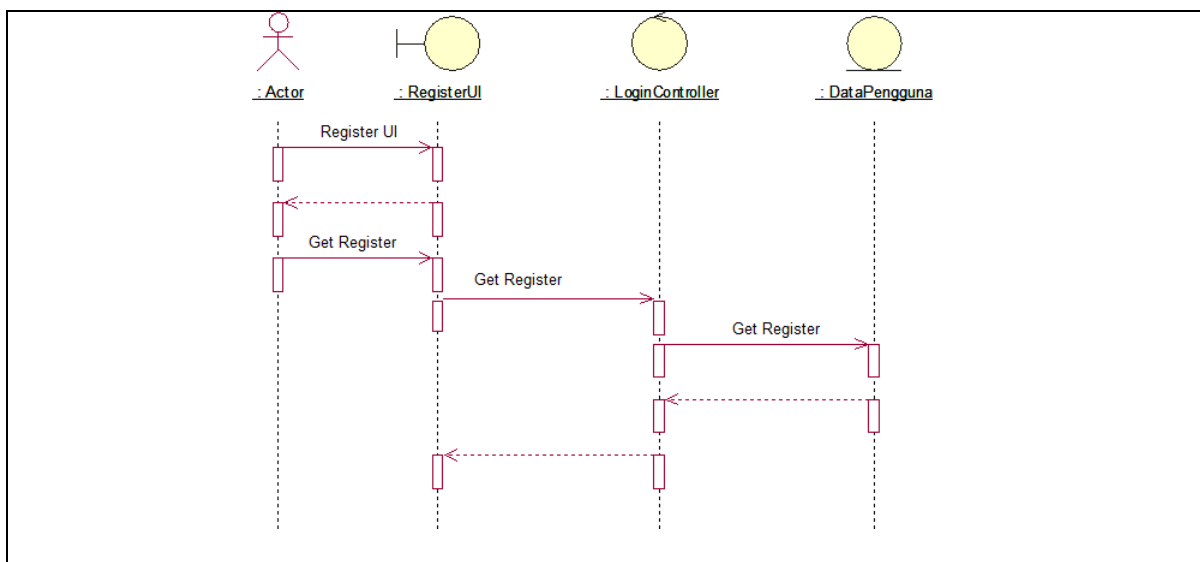 : Actor
: RegisterUI
: LoginController
: DataPengguna
Register UI
Get Register
Get Register
Get Register